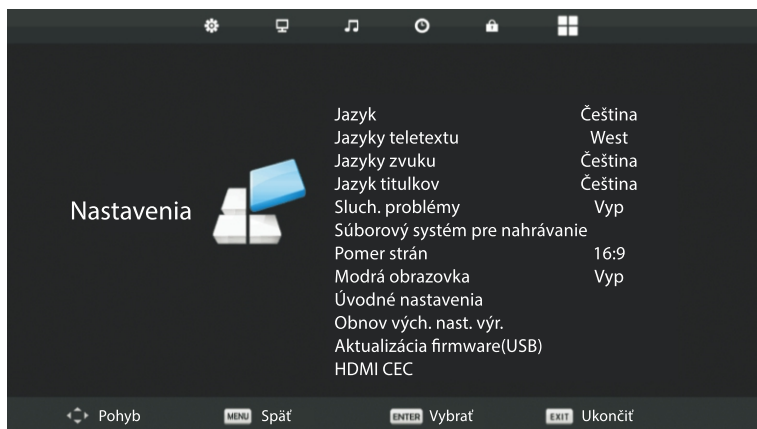 Nastavenia
Jazyk Čeština
Jazyky teletextu West
Jazyky zvuku Čeština
Jazyk titulkov Čeština
Sluch. problémy Vyp
Súborový systém pre nahrávanie
Pomer strán 16:9
Modrá obrazovka Vyp
Úvodné nastavenia
Obnov vých. nast. výr.
Aktualizácia firmware(USB)
HDMI CEC
Pohyb MENU Späť ENTER Vybrať EXIT Ukončiť